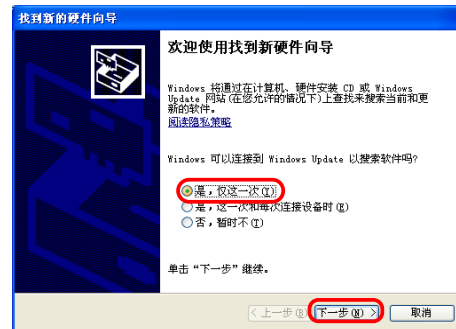 找到新的硬件向导
欢迎使用找到新硬件向导
Windows 将通过在计算机、硬件安装 CD 或 Windows
Update 网站(在您允许的情况下)上查找来搜索当前和更
新的软件。
阅读隐私策略
Windows 可以连接到 Windows Update 以搜索软件吗?
是，仅这一次(Y)
是，这一次和每次连接设备时(E)
否，暂时不(T)
单击“下一步”继续。
< 上一步(B) 下一步(N) > 取消